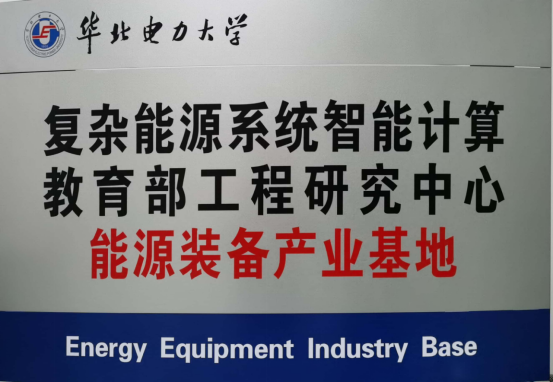 华北电力大学
复杂能源系统智能计算
教育部工程研究中心
能源装备产业基地
Energy Equipment Industry Base